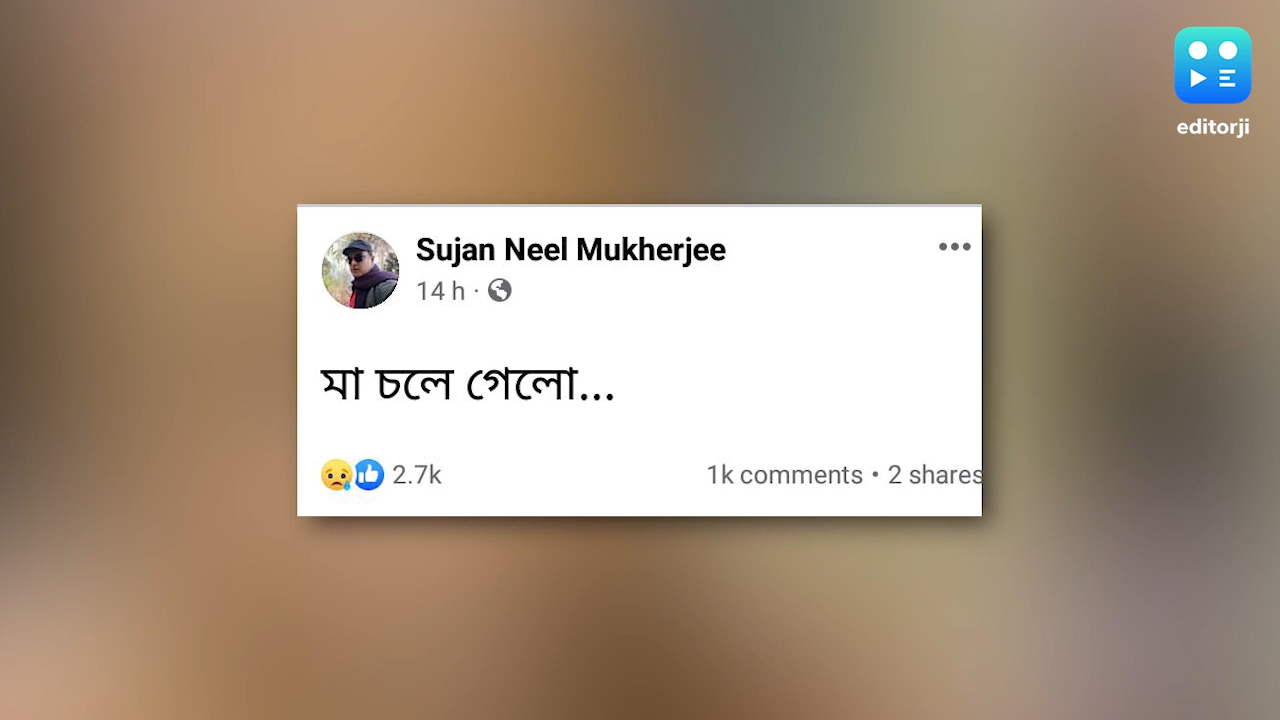 editorji
Sujan Neel Mukherjee
14 h ·
মা চলে গেলো...
2.7k
1k comments • 2 shares